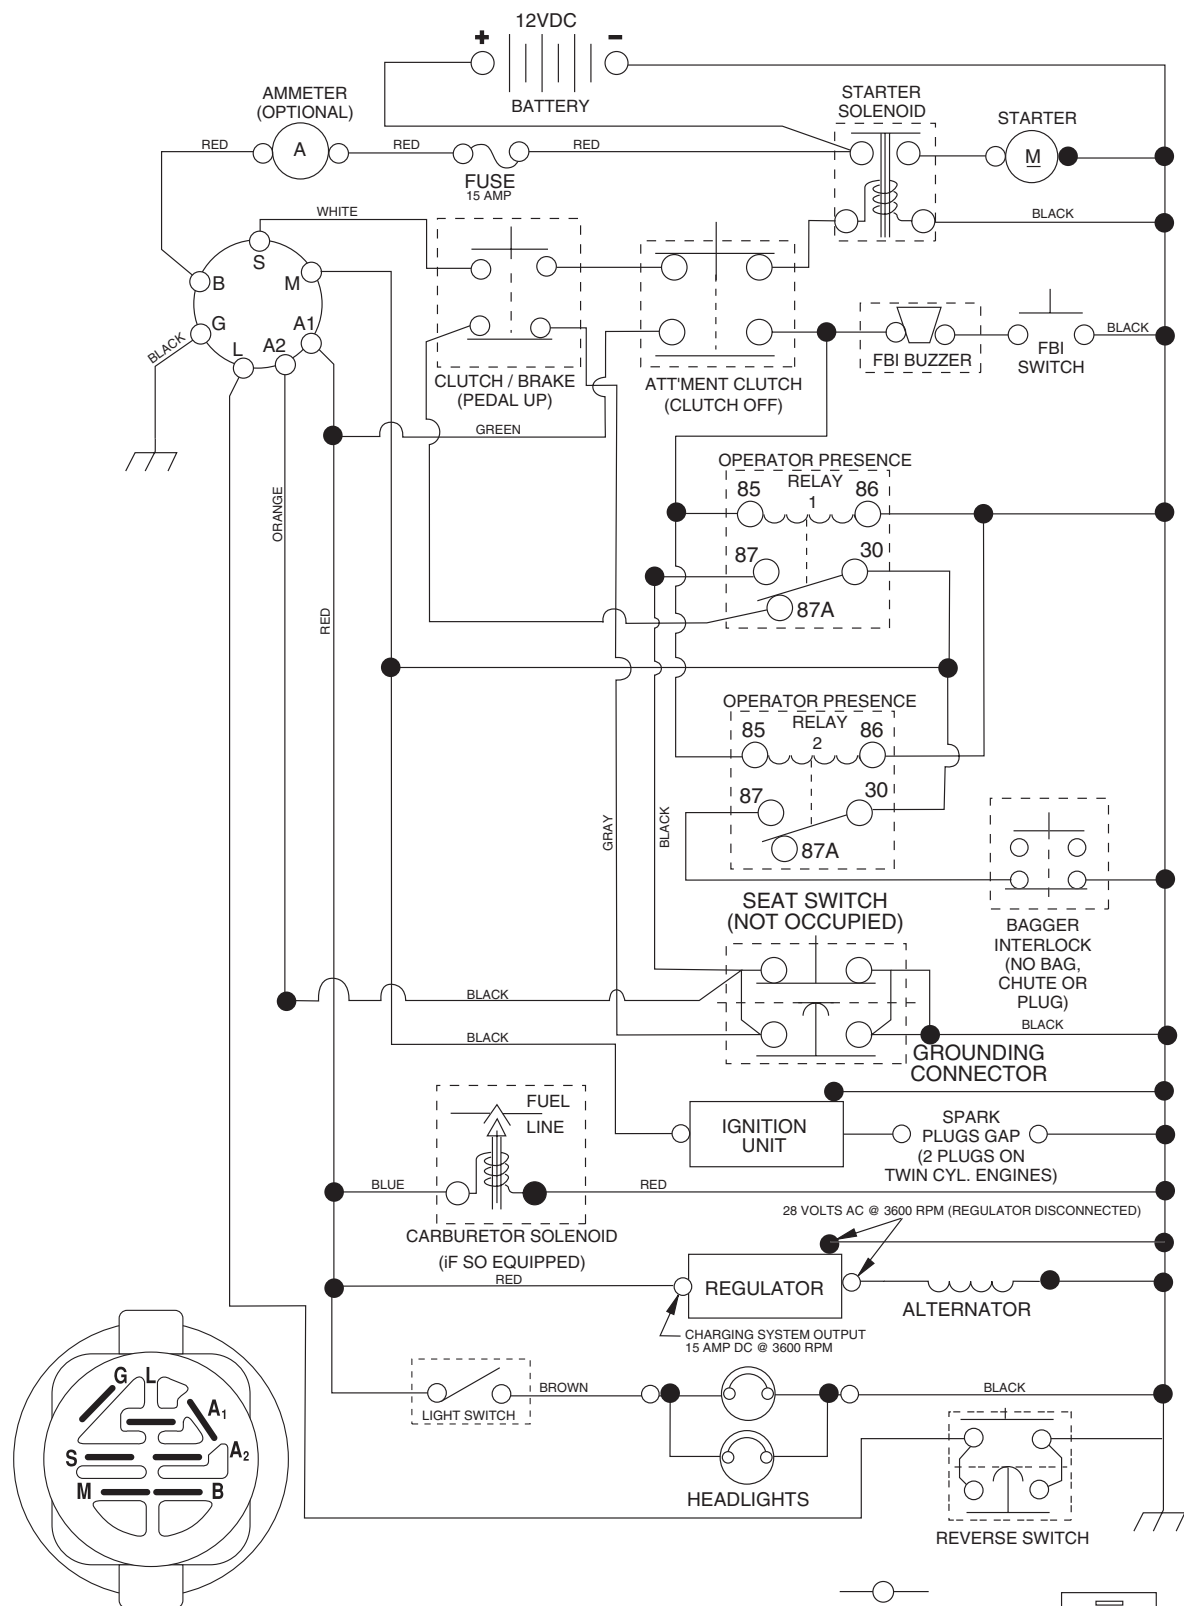 12VDC
+
−
BATTERY
AMMETER
(OPTIONAL)
STARTER
SOLENOID
STARTER
RED
A
RED
FUSE
15 AMP
RED
M
WHITE
BLACK
S
B
M
G
A1
L
A2
BLACK
CLUTCH / BRAKE
(PEDAL UP)
ATT'MENT CLUTCH
(CLUTCH OFF)
FBI BUZZER
FBI
SWITCH
BLACK
GREEN
ORANGE
RED
OPERATOR PRESENCE
RELAY
1
85
86
87
30
87A
OPERATOR PRESENCE
RELAY
2
85
86
87
30
87A
GRAY
BLACK
SEAT SWITCH
(NOT OCCUPIED)
BAGGER
INTERLOCK
(NO BAG,
CHUTE OR
PLUG)
BLACK
BLACK
BLACK
GROUNDING
CONNECTOR
FUEL
LINE
IGNITION
UNIT
SPARK
PLUGS GAP
(2 PLUGS ON
TWIN CYL. ENGINES)
BLUE
RED
CARBURETOR SOLENOID
(iF SO EQUIPPED)
28 VOLTS AC @ 3600 RPM (REGULATOR DISCONNECTED)
RED
REGULATOR
ALTERNATOR
CHARGING SYSTEM OUTPUT
15 AMP DC @ 3600 RPM
LIGHT SWITCH
BROWN
BLACK
HEADLIGHTS
REVERSE SWITCH
G
L
A1
A2
S
M
B